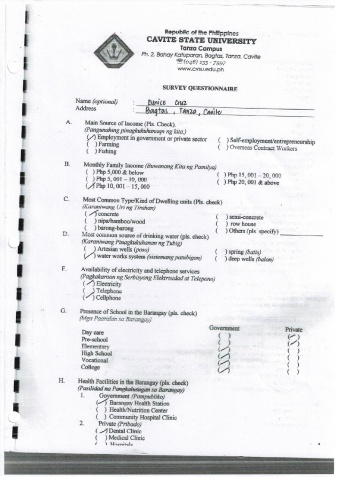 Republic of the Philippines
CAVITE STATE UNIVERSITY
Tanza Campus
Ph. 2, Bahay Katuparan, Bagtas, Tanza, Cavite
www.cvsu.edu.ph
SURVEY QUESTIONNAIRE
Name (optional) : Eunice Cruz
Address : Bagtas, Tanza, Cavite
A. Main Source of Income (Pls. Check).
(Pangunahing pinagkukuhanan ng kita.)
(✓) Employment in government or private sector ( ) Self-employment/entrepreneurship
( ) Farming ( ) Overseas Contract Workers
( ) Fishing
B. Monthly Family Income (Buwanang Kita ng Pamilya)
( ) Php 5,000 & below ( ) Php 15, 001 – 20, 000
( ) Php 5, 001 – 10, 000 ( ) Php 20, 001 & above
(✓) Php 10, 001 – 15, 000
C. Most Common Type/Kind of Dwelling units (Pls. check)
(Karaniwang Uri ng Tirahan)
(✓) concrete ( ) semi-concrete
( ) nipa/bamboo/wood ( ) row house
( ) barong-barong ( ) Others (pls. specify)
D. Most common source of drinking water (pls. check)
(Karaniwang Pinagkukuhanan ng Tubig)
( ) Artesian wells (poso) ( ) spring (batis)
(✓) water works system (sistemang patubigan) ( ) deep wells (balon)
F. Availability of electricity and telephone services
(Pagkakaroon ng Serbisyong Elektrisidad at Telepono)
(✓) Electricity
( ) Telephone
(✓) Cellphone
G. Presence of School in the Barangay (pls. check)
(Mga Paaralan sa Barangay)
Government Private
Day care
Pre-school
Elementary
High School
Vocational
College
H. Health Facilities in the Barangay (pls. check)
(Pasilidad na Pangkalusugan sa Barangay)
1. Government (Pampubliko)
(✓) Barangay Health Station
( ) Health/Nutrition Center
( ) Community Hospital Clinic
2. Private (Pribado)
(✓) Dental Clinic
( ) Medical Clinic
( ) Hospitals